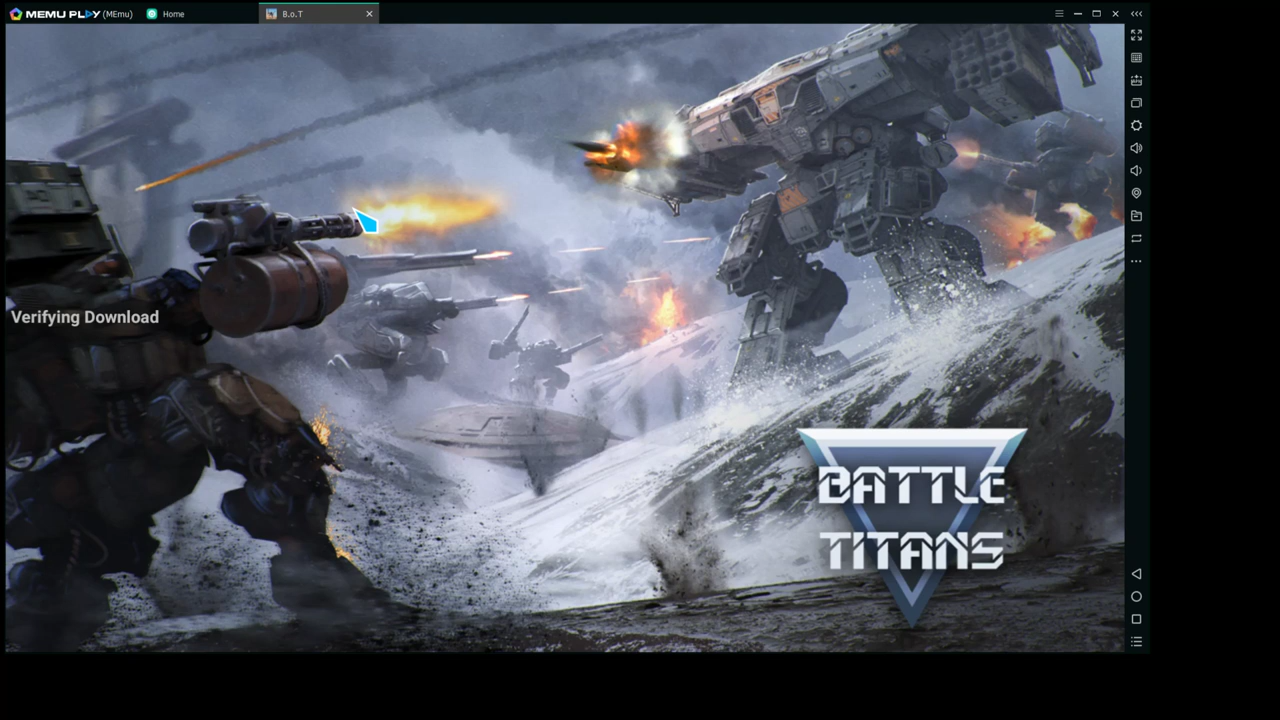 MEMU PLAY (MEmu)
Home
B.o.T
Verifying Download
BATTLE
TITANS